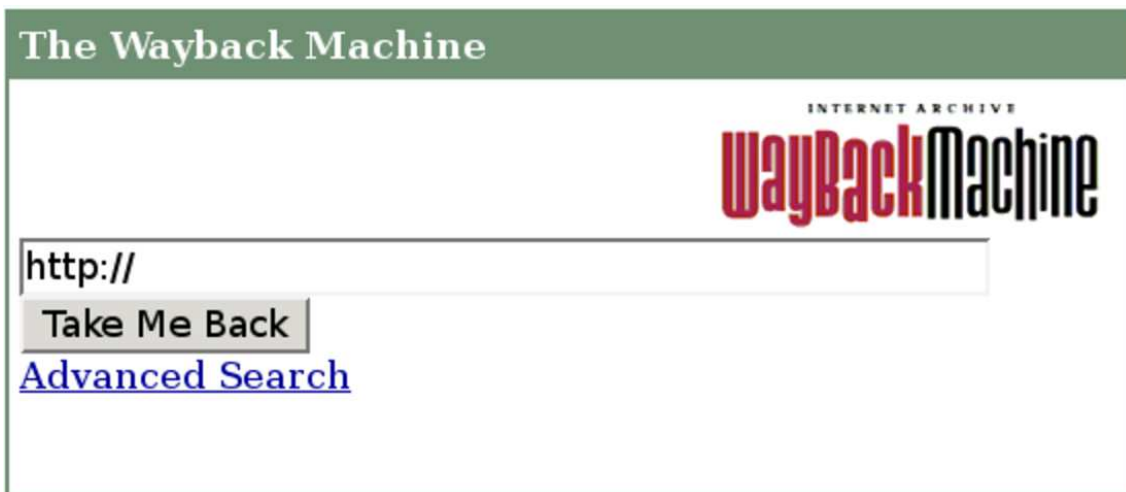 The Wayback Machine
INTERNET ARCHIVE
WayBackMachine
http://
Take Me Back
Advanced Search